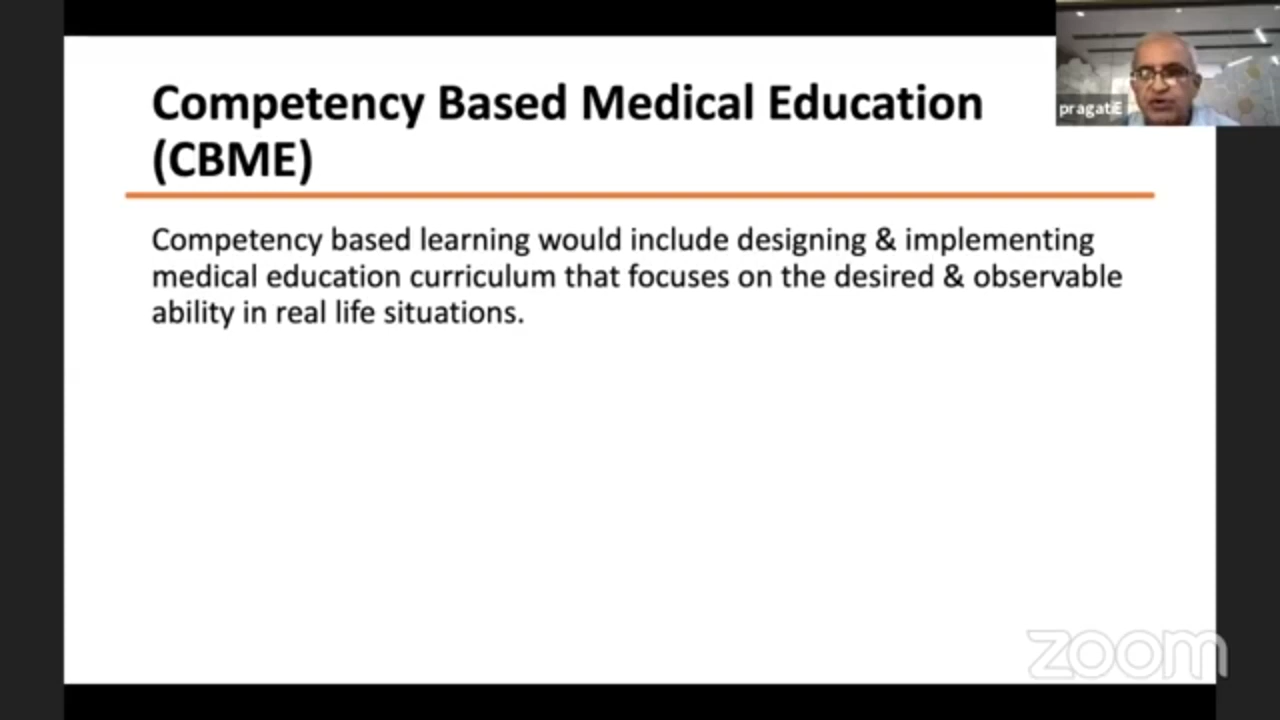 Competency Based Medical Education
(CBME)
pragatiE
Competency based learning would include designing & implementing
medical education curriculum that focuses on the desired & observable
ability in real life situations.
zoom